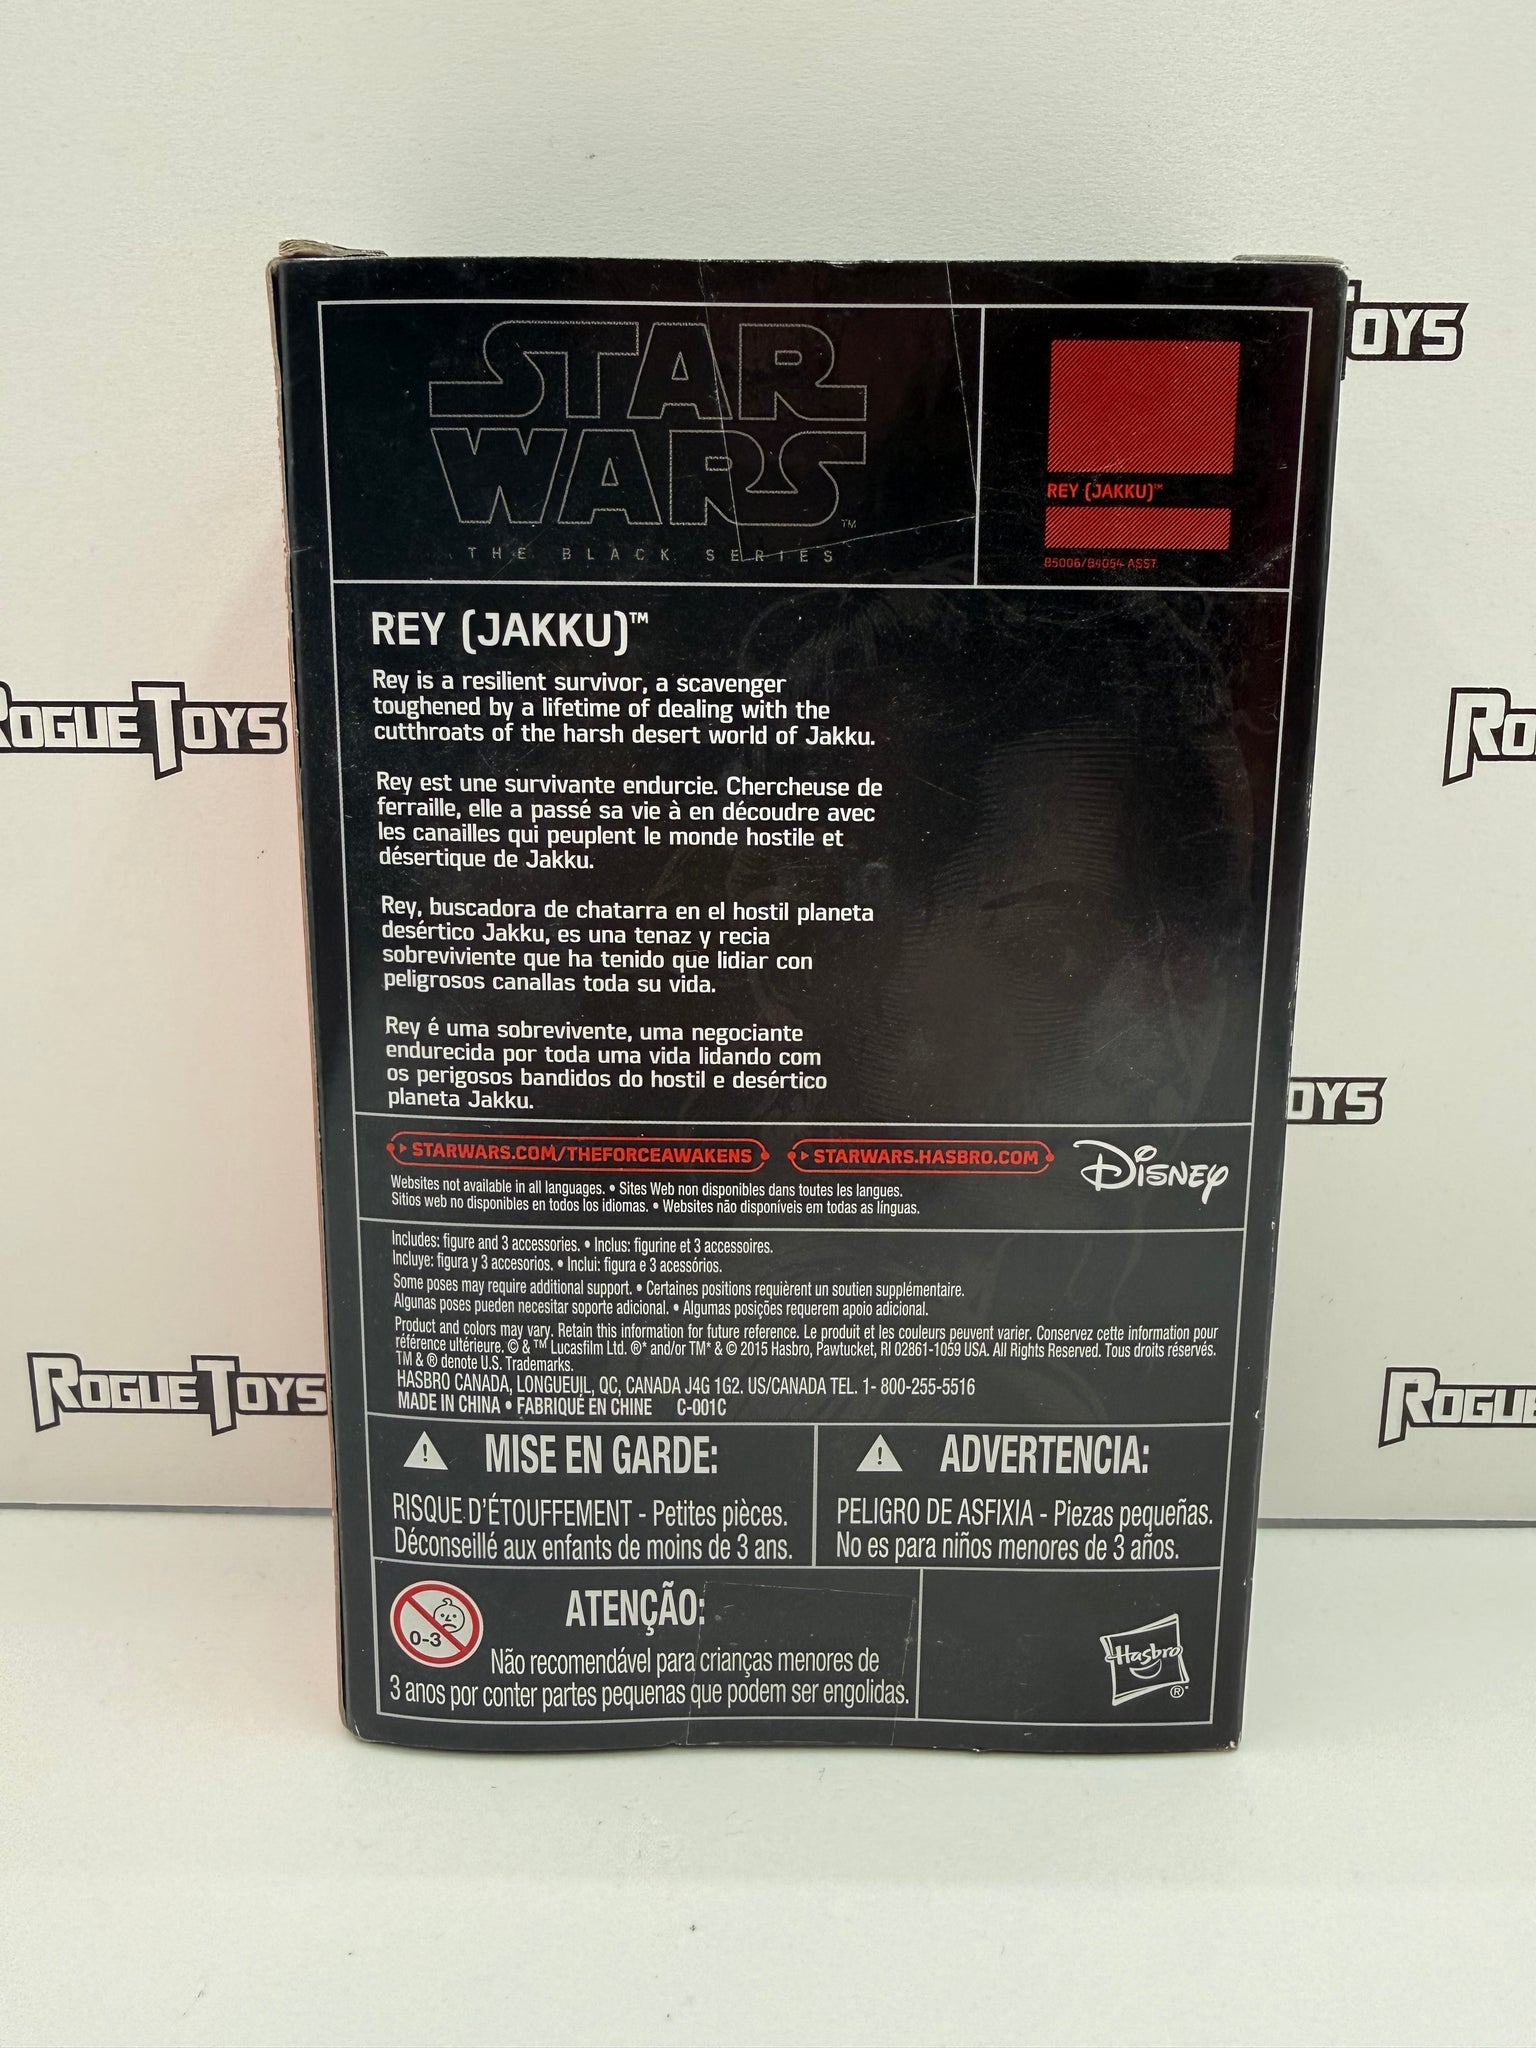 STAR
WARS
™
THE BLACK SERIES
REY (JAKKU)™
B5006/B4054 ASST.
REY (JAKKU)™
Rey is a resilient survivor, a scavenger
toughened by a lifetime of dealing with the
cutthroats of the harsh desert world of Jakku.
Rey est une survivante endurcie. Chercheuse de
ferraille, elle a passé sa vie à en découdre avec
les canailles qui peuplent le monde hostile et
désertique de Jakku.
Rey, buscadora de chatarra en el hostil planeta
desértico Jakku, es una tenaz y recia
sobreviviente que ha tenido que lidiar con
peligrosos canallas toda su vida.
Rey é uma sobrevivente, uma negociante
endurecida por toda uma vida lidando com
os perigosos bandidos do hostil e desértico
planeta Jakku.
STARWARS.COM/THEFORCEAWAKENS
STARWARS.HASBRO.COM
Disney
Websites not available in all languages. • Sites Web non disponibles dans toutes les langues.
Sitios web no disponibles en todos los idiomas. • Websites não disponíveis em todas as línguas.
Includes: figure and 3 accessories. • Inclus: figurine et 3 accessoires.
Incluye: figura y 3 accesorios. • Inclui: figura e 3 acessórios.
Some poses may require additional support. • Certaines positions requièrent un soutien supplémentaire.
Algunas poses pueden necesitar soporte adicional. • Algumas posições requerem apoio adicional.
Product and colors may vary. Retain this information for future reference. Le produit et les couleurs peuvent varier. Conservez cette information pour
référence ultérieure. © & ™ Lucasfilm Ltd. ®* and/or TM* & © 2015 Hasbro, Pawtucket, RI 02861-1059 USA. All Rights Reserved. Tous droits réservés.
TM & ® denote U.S. Trademarks.
HASBRO CANADA, LONGUEUIL, QC, CANADA J4G 1G2. US/CANADA TEL. 1- 800-255-5516
MADE IN CHINA • FABRIQUÉ EN CHINE C-001C
MISE EN GARDE:
RISQUE D'ÉTOUFFEMENT - Petites pièces.
Déconseillé aux enfants de moins de 3 ans.
ADVERTENCIA:
PELIGRO DE ASFIXIA - Piezas pequeñas.
No es para niños menores de 3 años.
0-3
ATENÇÃO:
Não recomendável para crianças menores de
3 anos por conter partes pequenas que podem ser engolidas.
Hasbro
®
OYS
ROGUE TOYS
RO
OYS
ROGUE TOYS
ROGUE